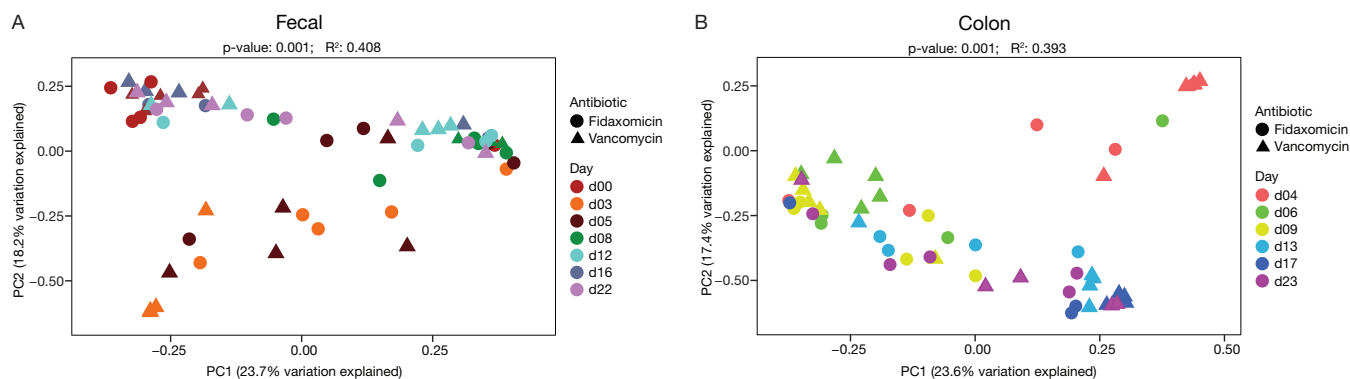 A
Fecal
p-value: 0.001; R²: 0.408
0.25
0.00
−0.25
−0.50
PC2 (18.2% variation explained)
−0.25
0.00
0.25
PC1 (23.7% variation explained)
Antibiotic
Fidaxomicin
Vancomycin
Day
d00
d03
d05
d08
d12
d16
d22
B
Colon
p-value: 0.001; R²: 0.393
0.25
0.00
−0.25
−0.50
PC2 (17.4% variation explained)
−0.25
0.00
0.25
0.50
PC1 (23.6% variation explained)
Antibiotic
Fidaxomicin
Vancomycin
Day
d04
d06
d09
d13
d17
d23